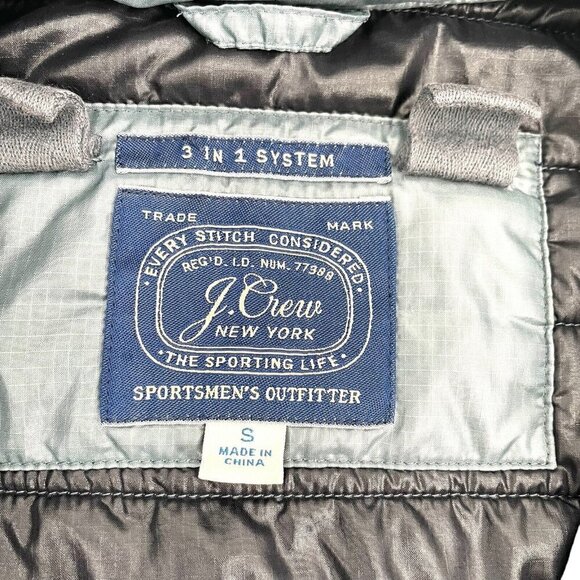 3 IN 1 SYSTEM
TRADE MARK
· EVERY STITCH CONSIDERED ·
REG'D. I.D. NUM. 77388
J.Crew
NEW YORK
THE SPORTING LIFE
SPORTSMEN'S OUTFITTER
S
MADE IN
CHINA